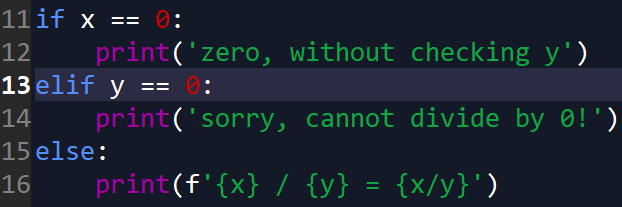 11 if x == 0:
12     print('zero, without checking y')
13 elif y == 0:
14     print('sorry, cannot divide by 0!')
15 else:
16     print(f'{x} / {y} = {x/y}')